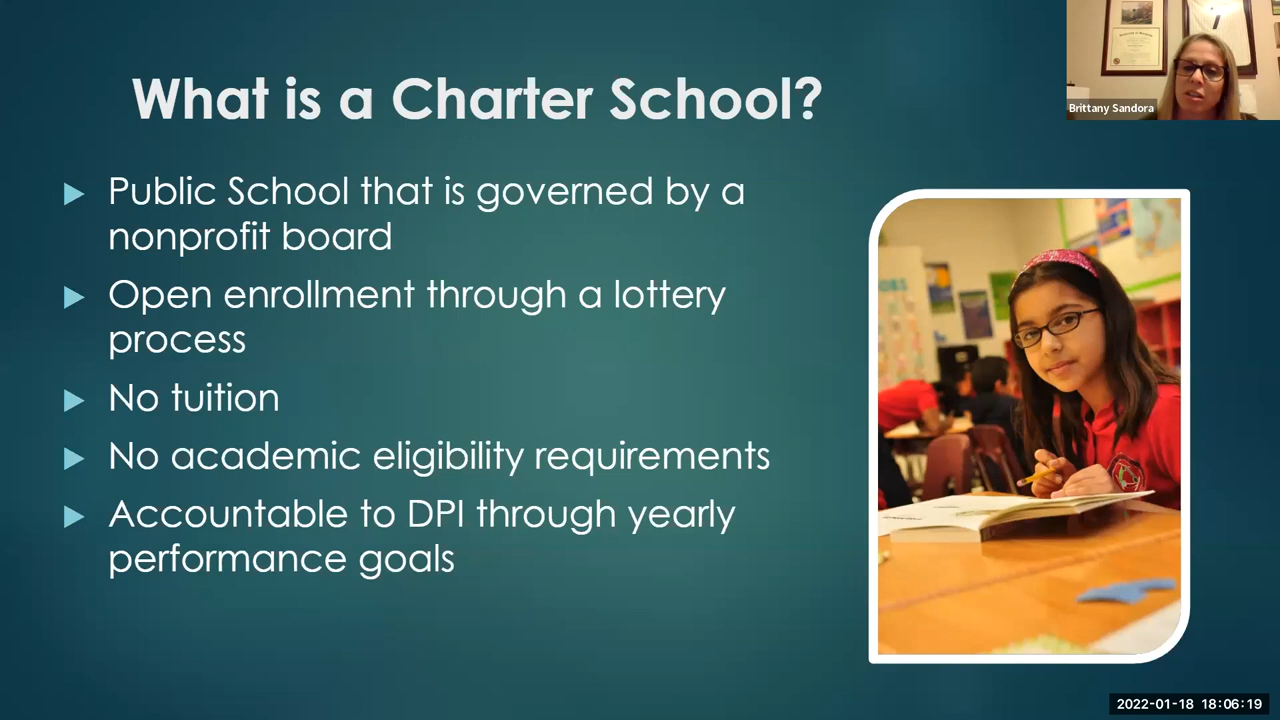 What is a Charter School?
Public School that is governed by a
nonprofit board
Open enrollment through a lottery
process
No tuition
No academic eligibility requirements
Accountable to DPI through yearly
performance goals
Brittany Sandora
2022-01-18 18:06:19